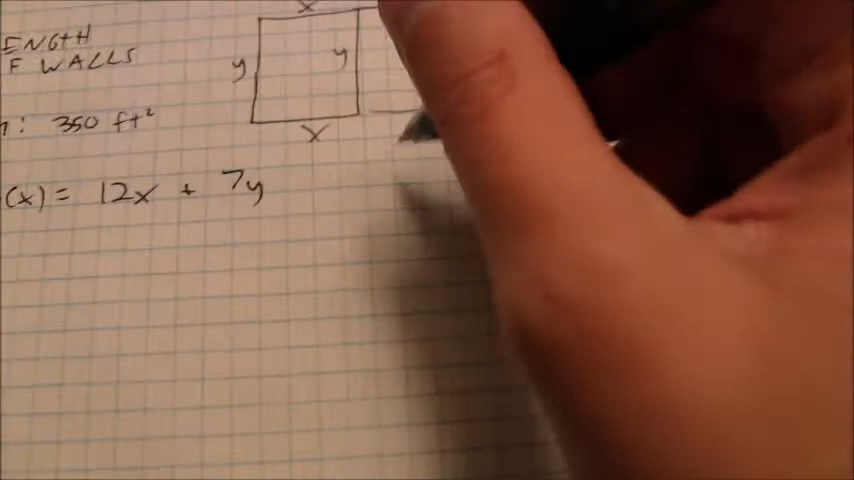 ENGTH
F WALLS
x
y y
: 350 ft²
x
(x) = 12x + 7y